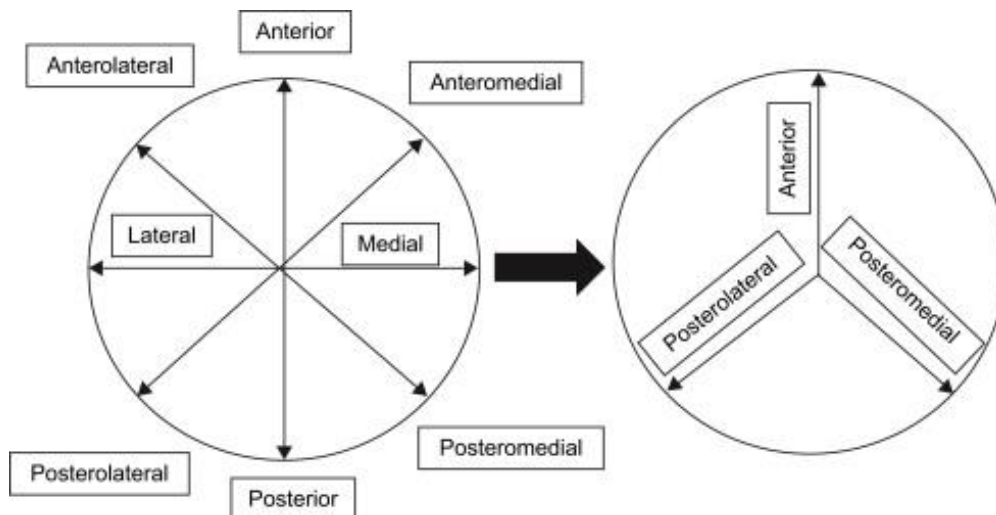 Anterior
Anterolateral
Anteromedial
Lateral
Medial
Posterolateral
Posteromedial
Posterior
Anterior
Posterolateral
Posteromedial